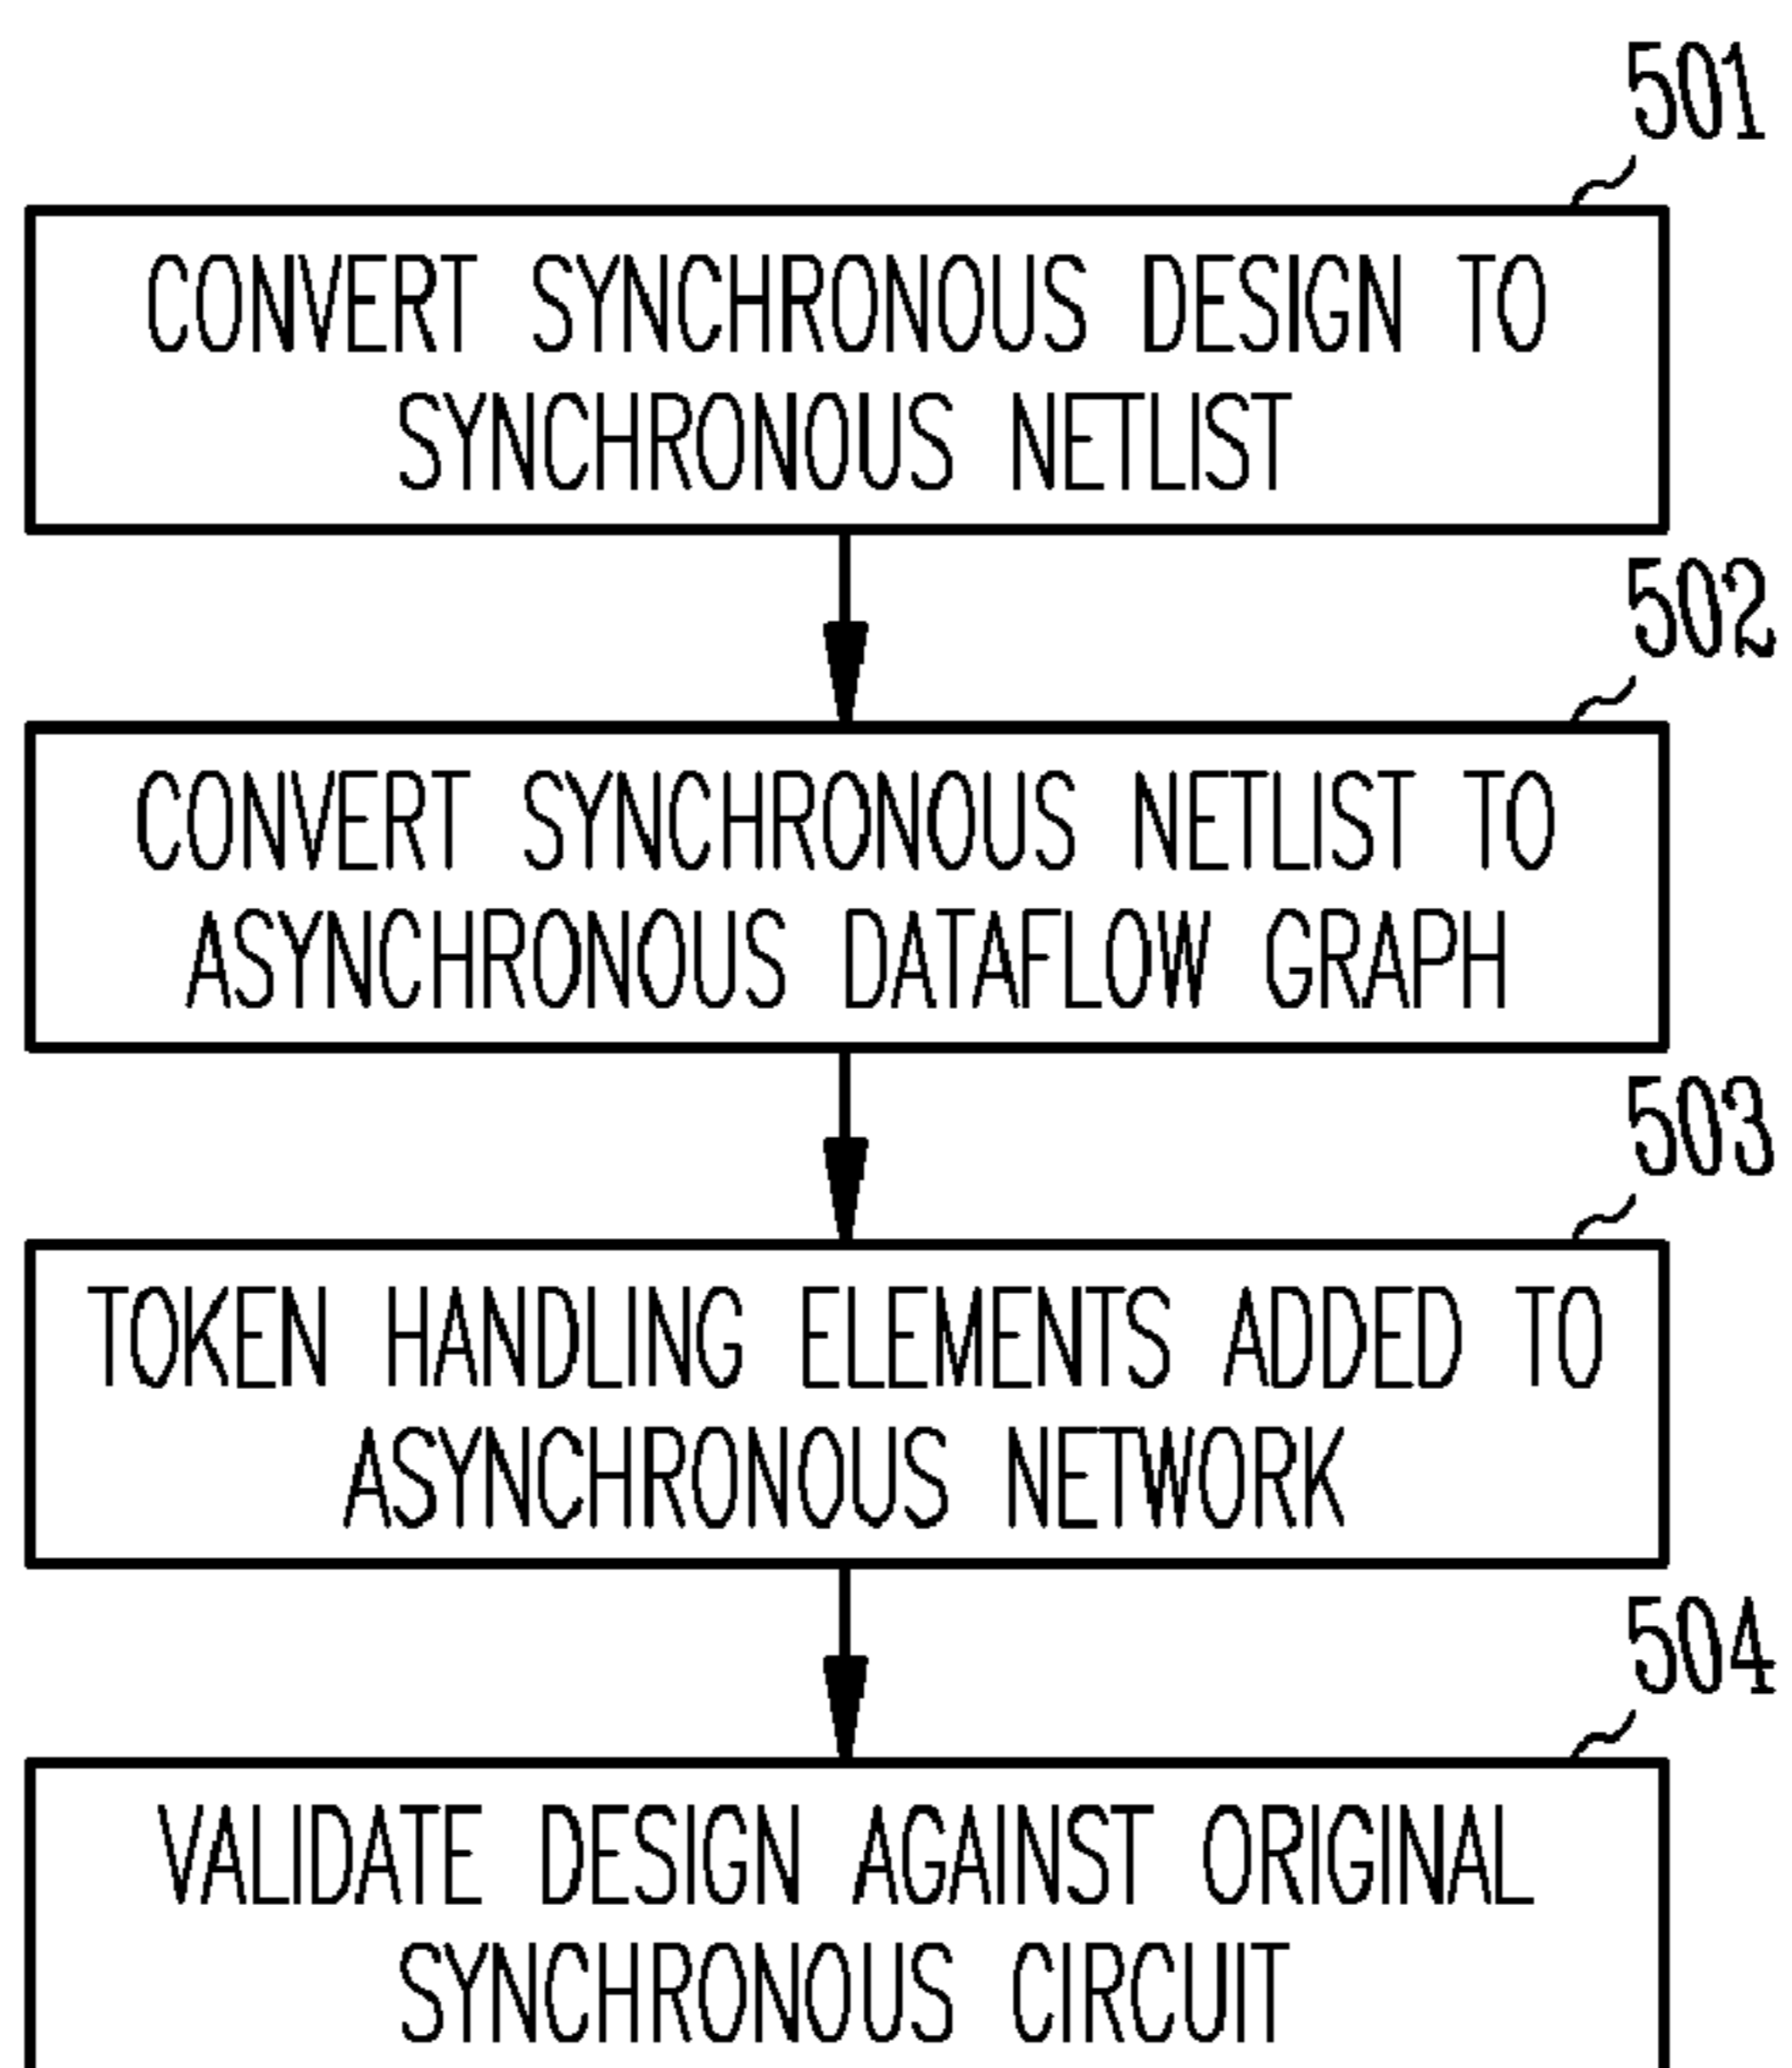 501
CONVERT SYNCHRONOUS DESIGN TO
SYNCHRONOUS NETLIST
502
CONVERT SYNCHRONOUS NETLIST TO
ASYNCHRONOUS DATAFLOW GRAPH
503
TOKEN HANDLING ELEMENTS ADDED TO
ASYNCHRONOUS NETWORK
504
VALIDATE DESIGN AGAINST ORIGINAL
SYNCHRONOUS CIRCUIT